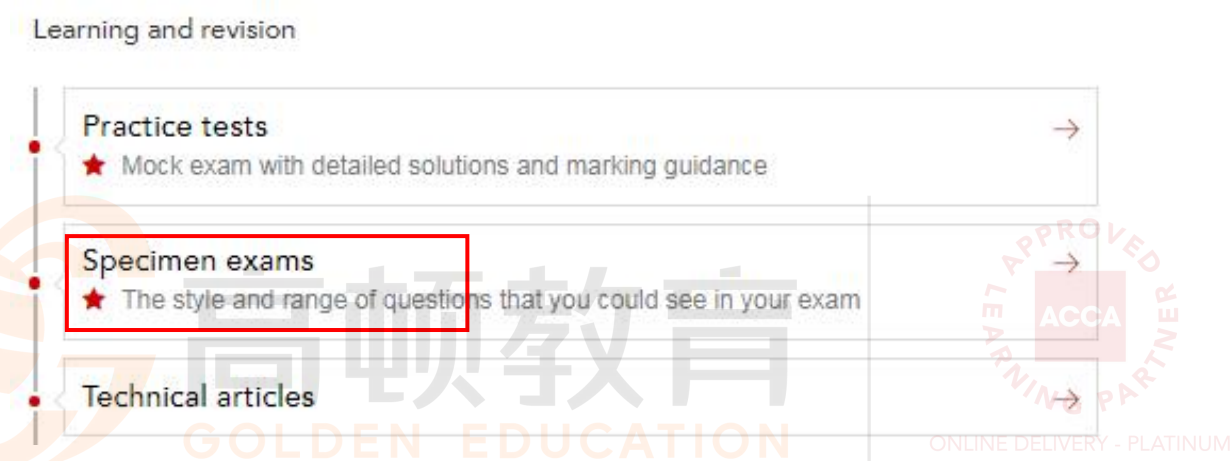 Learning and revision
Practice tests
Mock exam with detailed solutions and marking guidance
Specimen exams
The style and range of questions that you could see in your exam
Technical articles
高顿教育
GOLDEN EDUCATION
APPROVED
LEARNING PARTNER
ACCA
ONLINE DELIVERY - PLATINUM